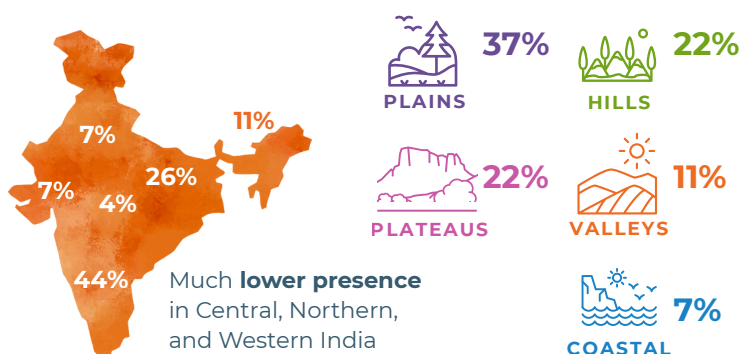 11%
7%
26%
7%
4%
44%
Much lower presence
in Central, Northern,
and Western India
37%
PLAINS
22%
HILLS
22%
PLATEAUS
11%
VALLEYS
7%
COASTAL